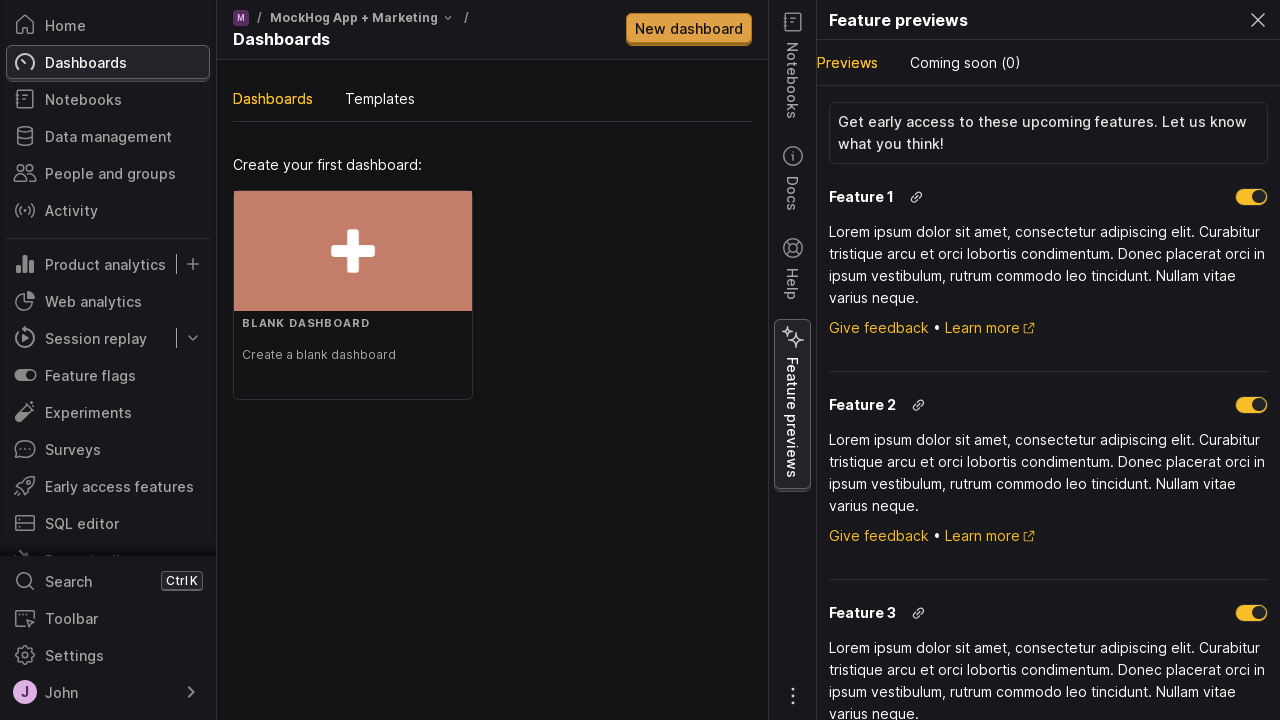 Home
Dashboards
Notebooks
Data management
People and groups
Activity
Product analytics
Web analytics
Session replay
Feature flags
Experiments
Surveys
Early access features
SQL editor
Search
Ctrl K
Toolbar
Settings
J
John
M
/
MockHog App + Marketing
/
Dashboards
New dashboard
Dashboards
Templates
Create your first dashboard:
BLANK DASHBOARD
Create a blank dashboard
Notebooks
Docs
Help
Feature previews
Feature previews
Previews
Coming soon (0)
Get early access to these upcoming features. Let us know
what you think!
Feature 1
Lorem ipsum dolor sit amet, consectetur adipiscing elit. Curabitur
tristique arcu et orci lobortis condimentum. Donec placerat orci in
ipsum vestibulum, rutrum commodo leo tincidunt. Nullam vitae
varius neque.
Give feedback • Learn more
Feature 2
Lorem ipsum dolor sit amet, consectetur adipiscing elit. Curabitur
tristique arcu et orci lobortis condimentum. Donec placerat orci in
ipsum vestibulum, rutrum commodo leo tincidunt. Nullam vitae
varius neque.
Give feedback • Learn more
Feature 3
Lorem ipsum dolor sit amet, consectetur adipiscing elit. Curabitur
tristique arcu et orci lobortis condimentum. Donec placerat orci in
ipsum vestibulum, rutrum commodo leo tincidunt. Nullam vitae
varius neque.